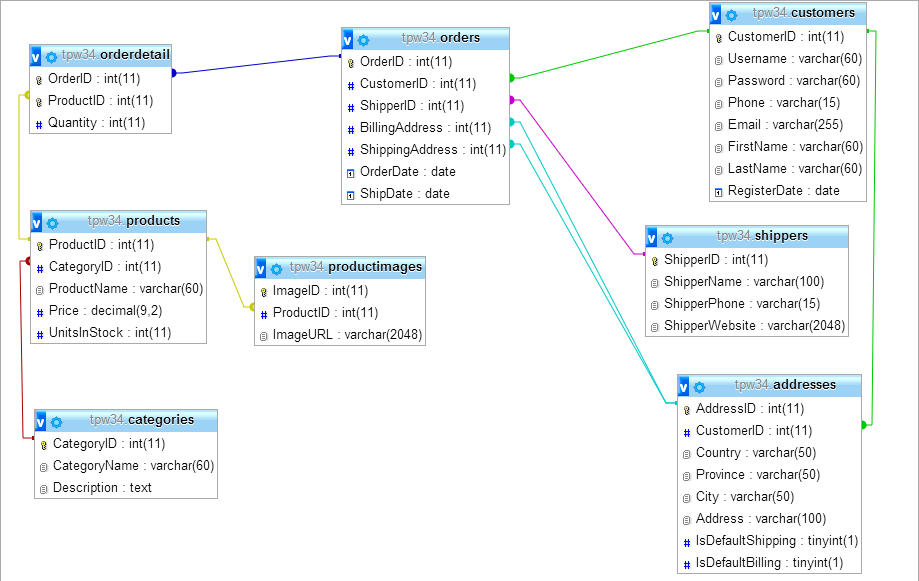 tpw34.orderdetail
OrderID : int(11)
ProductID : int(11)
Quantity : int(11)
tpw34.orders
OrderID : int(11)
CustomerID : int(11)
ShipperID : int(11)
BillingAddress : int(11)
ShippingAddress : int(11)
OrderDate : date
ShipDate : date
tpw34.customers
CustomerID : int(11)
Username : varchar(60)
Password : varchar(60)
Phone : varchar(15)
Email : varchar(255)
FirstName : varchar(60)
LastName : varchar(60)
RegisterDate : date
tpw34.products
ProductID : int(11)
CategoryID : int(11)
ProductName : varchar(60)
Price : decimal(9,2)
UnitsInStock : int(11)
tpw34.productimages
ImageID : int(11)
ProductID : int(11)
ImageURL : varchar(2048)
tpw34.shippers
ShipperID : int(11)
ShipperName : varchar(100)
ShipperPhone : varchar(15)
ShipperWebsite : varchar(2048)
tpw34.categories
CategoryID : int(11)
CategoryName : varchar(60)
Description : text
tpw34.addresses
AddressID : int(11)
CustomerID : int(11)
Country : varchar(50)
Province : varchar(50)
City : varchar(50)
Address : varchar(100)
IsDefaultShipping : tinyint(1)
IsDefaultBilling : tinyint(1)